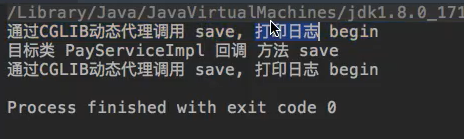 /Library/Java/JavaVirtualMachines/jdk1.8.0_171
通过CGLIB动态代理调用 save, 打印日志 begin
目标类 PayServiceImpl 回调 方法 save
通过CGLIB动态代理调用 save, 打印日志 begin
Process finished with exit code 0